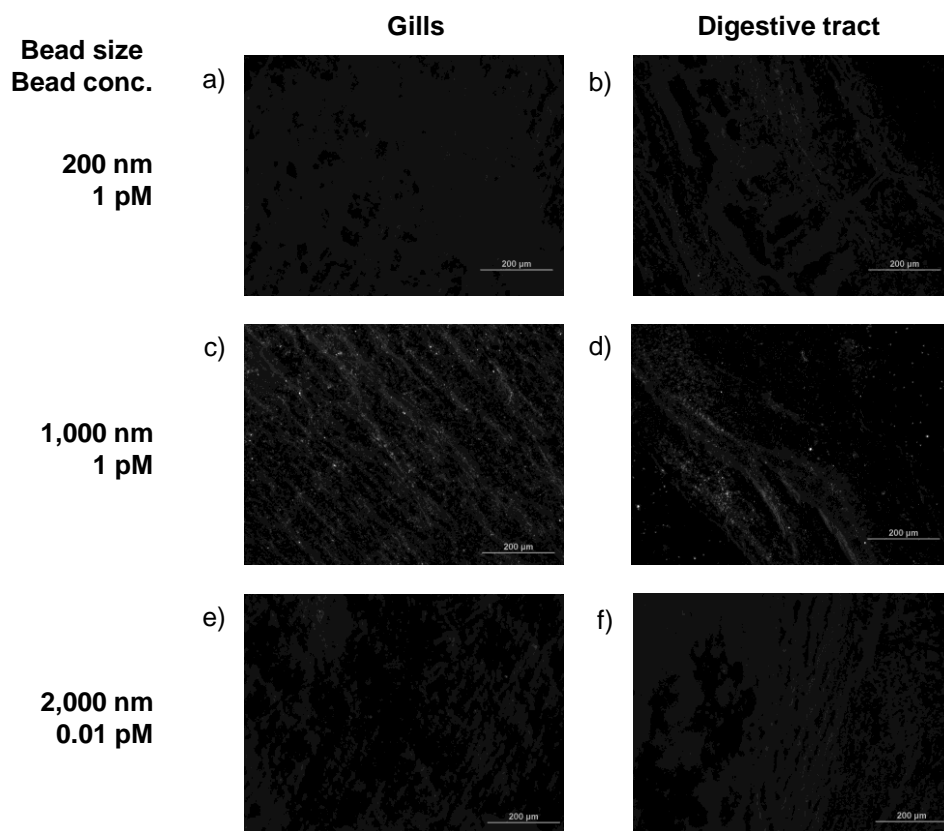 Gills
Digestive tract
Bead size
Bead conc.
a)
b)
200 nm
1 pM
200 µm
200 µm
c)
d)
1,000 nm
1 pM
200 µm
200 µm
e)
f)
2,000 nm
0.01 pM
200 µm
200 µm